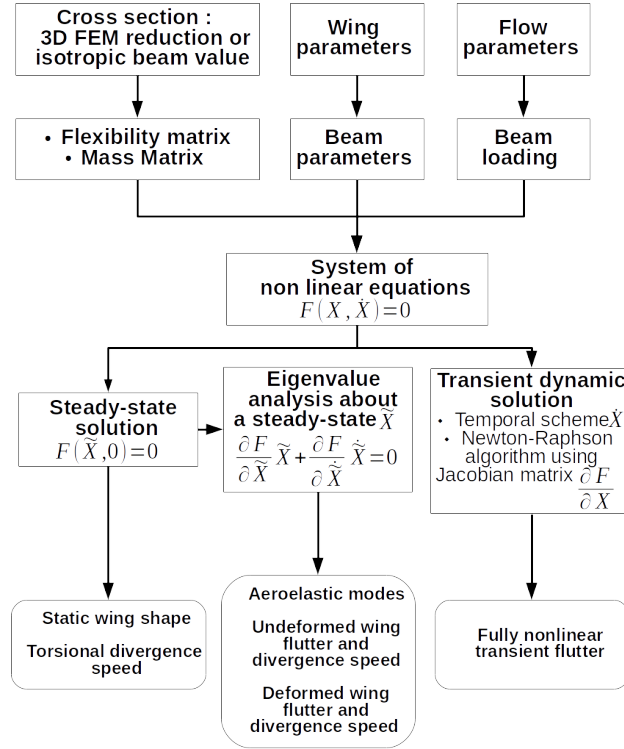 Cross section :
3D FEM reduction or
isotropic beam value
Wing
parameters
Flow
parameters
• Flexibility matrix
• Mass Matrix
Beam
parameters
Beam
loading
System of
non linear equations
F(X,Ẋ)=0
Steady-state
solution
F(X̃,0)=0
Eigenvalue
analysis about
a steady-state X̃
∂F/∂X̃ X̃ + ∂F/∂X̃̇ X̃̇ = 0
Transient dynamic
solution
• Temporal scheme Ẋ
• Newton-Raphson
algorithm using
Jacobian matrix ∂F/∂X
Static wing shape
Torsional divergence
speed
Aeroelastic modes
Undeformed wing
flutter and
divergence speed
Deformed wing
flutter and
divergence speed
Fully nonlinear
transient flutter